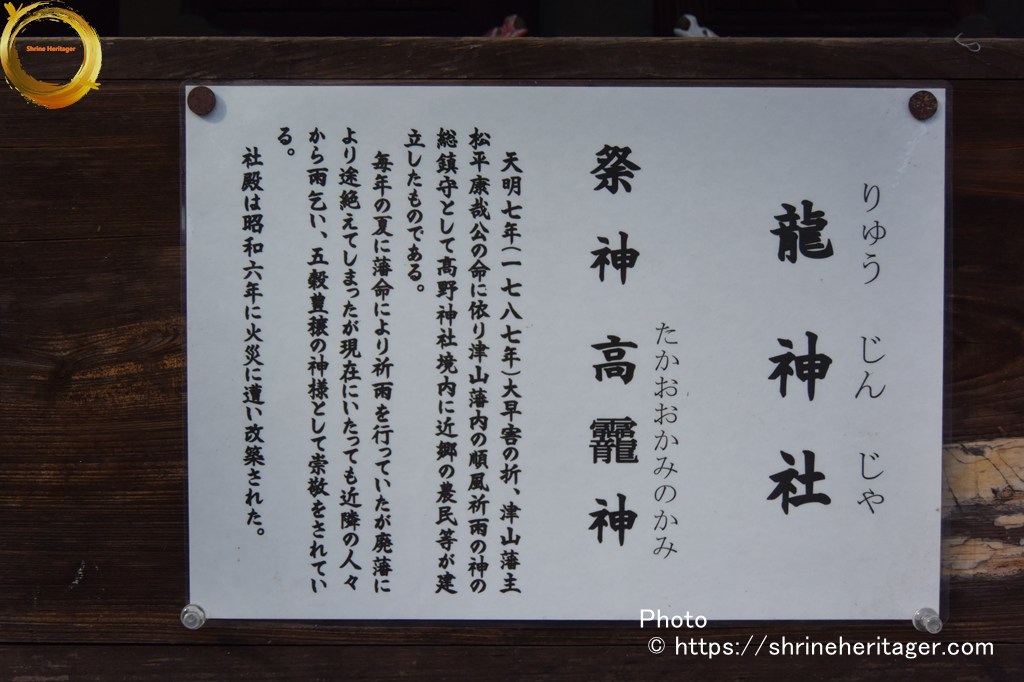 Shrine Heritager
りゅう じん じゃ
龍神社
たかおおかみのかみ
祭神 高龗神
天明七年(一七八七年)大旱害の折、津山藩主
松平康哉公の命に依り津山藩内の順風祈雨の神の
総鎮守として高野神社境内に近郷の農民等が建
立したものである。
毎年の夏に藩命により祈雨を行っていたが廃藩に
より途絶えてしまったが現在にいたっても近隣の人々
から雨乞い、五穀豊穣の神様として崇敬をされてい
る。
社殿は昭和六年に火災に遭い改築された。
Photo
© https://shrineheritager.com